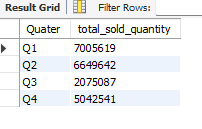 Result Grid Filter Rows:
Quater total_sold_quantity
Q1 7005619
Q2 6649642
Q3 2075087
Q4 5042541